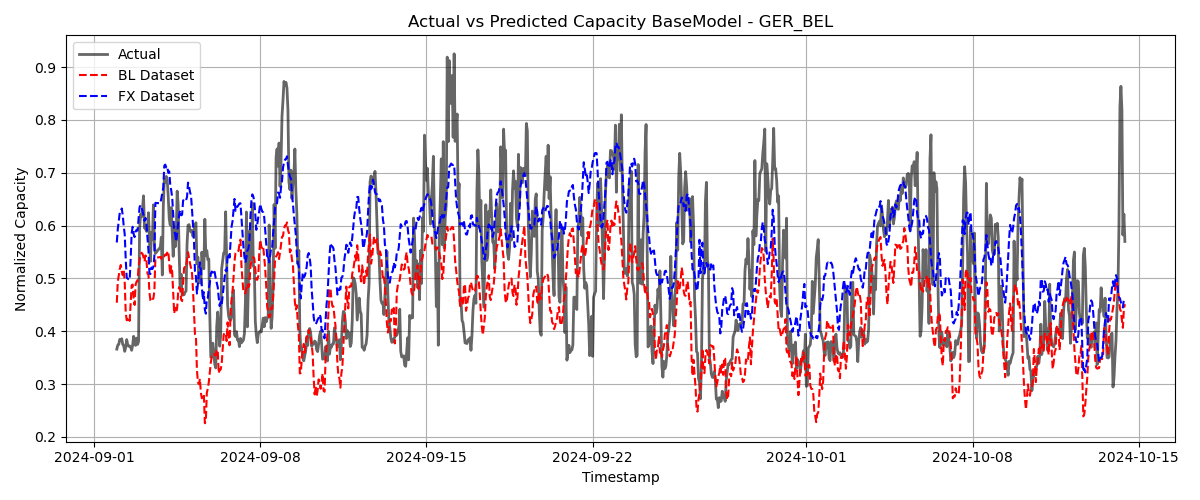 Actual vs Predicted Capacity BaseModel - GER_BEL
Actual
BL Dataset
FX Dataset
Normalized Capacity
0.9
0.8
0.7
0.6
0.5
0.4
0.3
0.2
2024-09-01 2024-09-08 2024-09-15 2024-09-22 2024-10-01 2024-10-08 2024-10-15
Timestamp